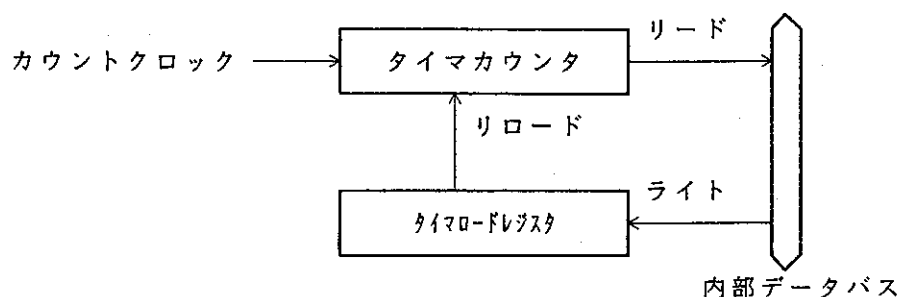 リード
カウントクロック
タイマカウンタ
リロード
ライト
タイマロードレジスタ
内部データバス